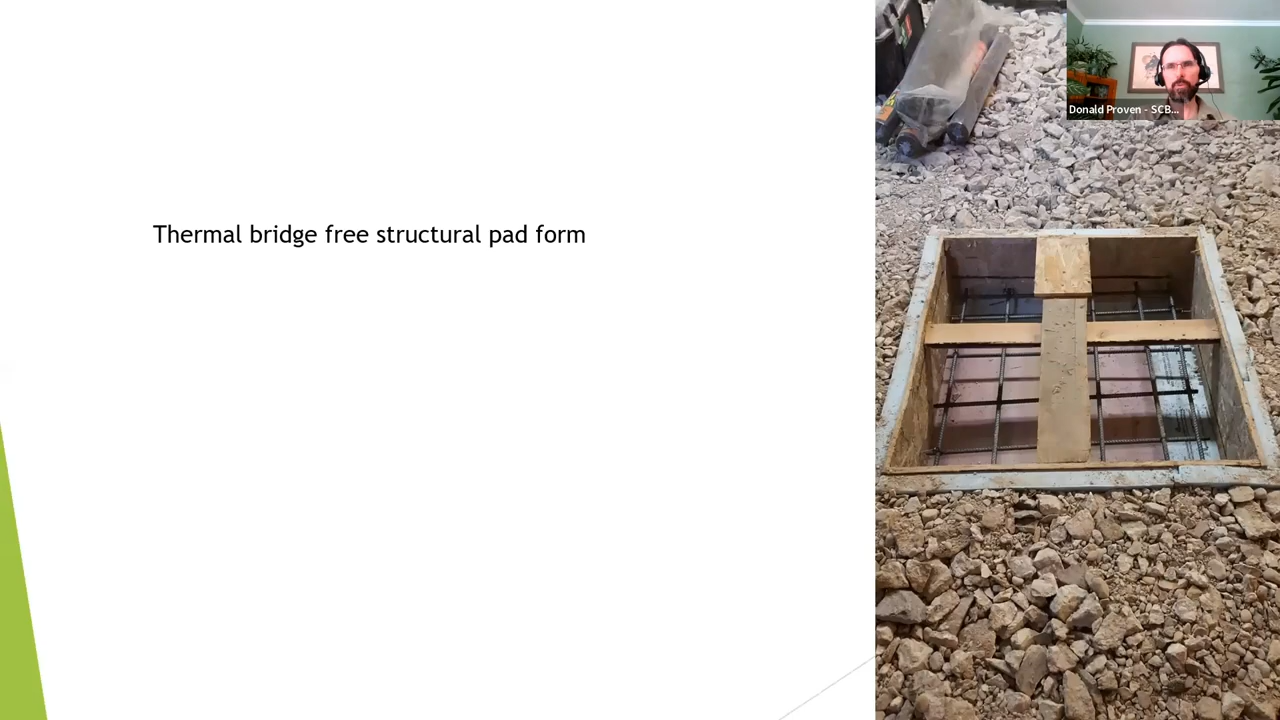 Donald Proven - SCB...
Thermal bridge free structural pad form